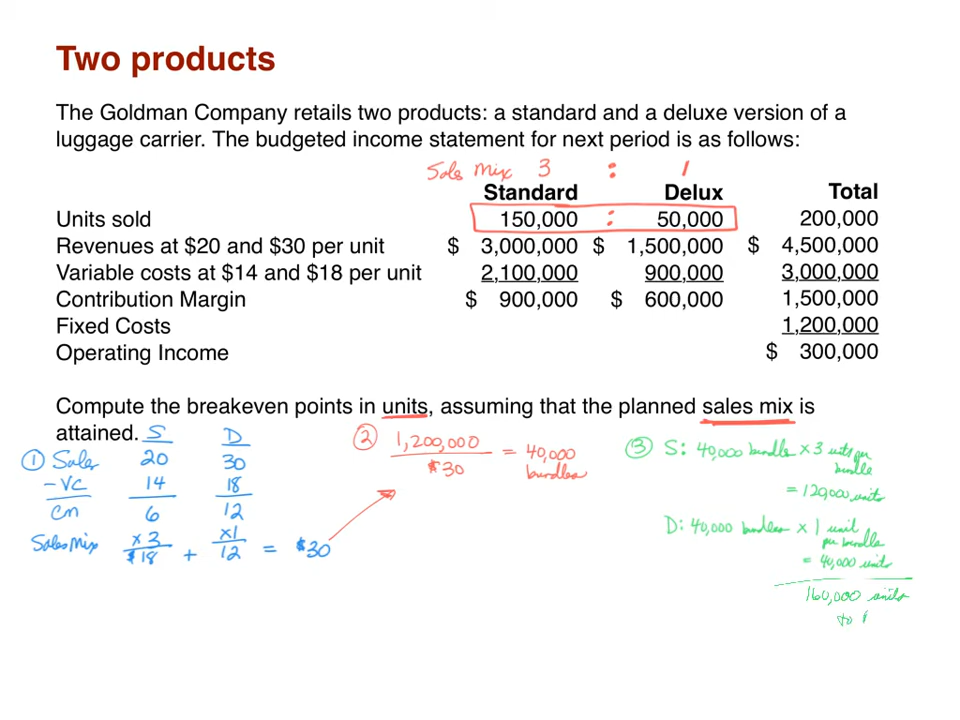 Two products
The Goldman Company retails two products: a standard and a deluxe version of a
luggage carrier. The budgeted income statement for next period is as follows:
Sales Mix 3 : 1
Standard Delux Total
Units sold 150,000 : 50,000 200,000
Revenues at $20 and $30 per unit $ 3,000,000 $ 1,500,000 $ 4,500,000
Variable costs at $14 and $18 per unit 2,100,000 900,000 3,000,000
Contribution Margin $ 900,000 $ 600,000 1,500,000
Fixed Costs 1,200,000
Operating Income $ 300,000
Compute the breakeven points in units, assuming that the planned sales mix is
attained.
S D
① Sales 20 30
- VC 14 18
CM 6 12
Sales Mix x 3 x 1
$18 + 12 = $30
② 1,200,000
$30
= 40,000
bundles
③ S: 40,000 bundles x 3 units per
bundle
= 120,000 units
D: 40,000 bundles x 1 unit
per bundle
= 40,000 units
160,000 units
to